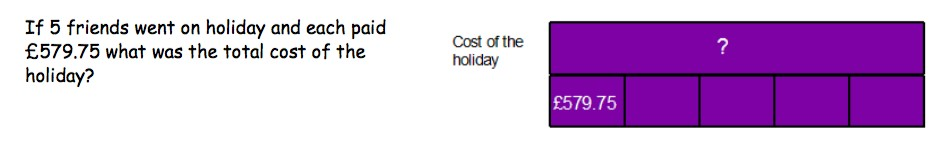 If 5 friends went on holiday and each paid
£579.75 what was the total cost of the
holiday?
Cost of the
holiday
?
£579.75